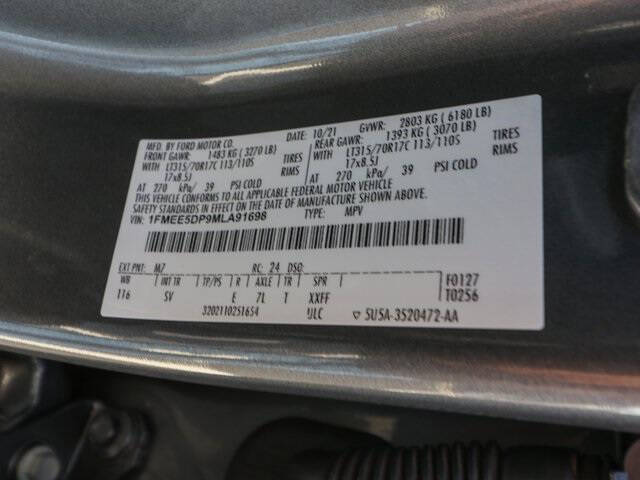 MFD. BY FORD MOTOR CO. DATE: 10/21 GVWR: 2803 KG ( 6180 LB)
FRONT GAWR: 1483 KG ( 3270 LB) REAR GAWR: 1393 KG ( 3070 LB)
WITH LT315/70R17C 113/110S TIRES WITH LT315/70R17C 113/110S TIRES
17x8.5J RIMS 17x8.5J RIMS
AT 270 kPa/ 39 PSI COLD AT 270 kPa/ 39 PSI COLD
THIS VEHICLE CONFORMS TO ALL APPLICABLE FEDERAL MOTOR VEHICLE
SAFETY STANDARDS IN EFFECT ON THE DATE OF MANUFACTURE SHOWN ABOVE.
VIN: 1FMEE5DP9MLA91698 TYPE: MPV
EXT PNT: M7 RC: 24 DSO:
WB INT TR TP/PS R AXLE TR SPR F0127
116 SV E 7L T XXFF T0256
3202110251654 ULC ▽ 5U5A-3520472-AA